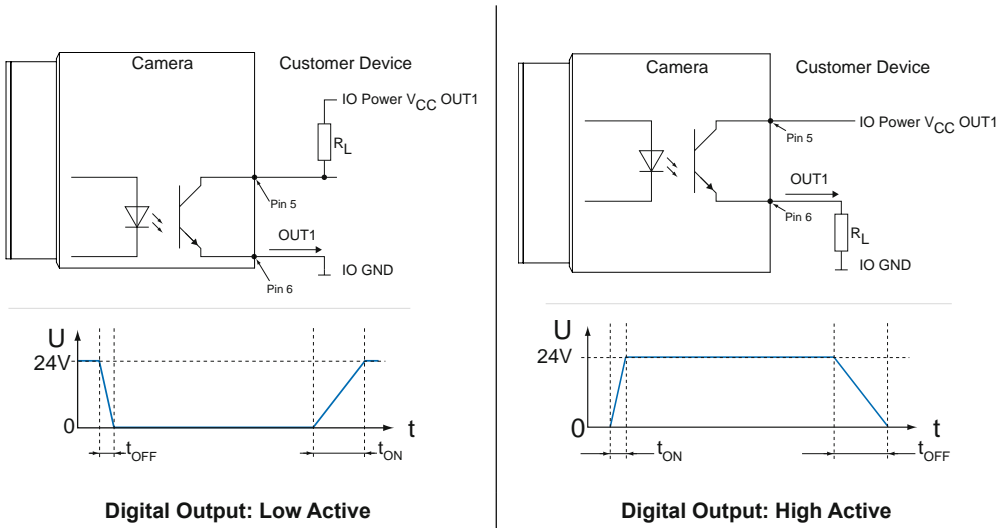 Camera
Customer Device
IO Power VCC OUT1
RL
Pin 5
OUT1
IO GND
Pin 6
U
24V
0
t
tOFF
tON
Digital Output: Low Active
Camera
Customer Device
IO Power VCC OUT1
Pin 5
OUT1
Pin 6
RL
IO GND
U
24V
0
t
tON
tOFF
Digital Output: High Active